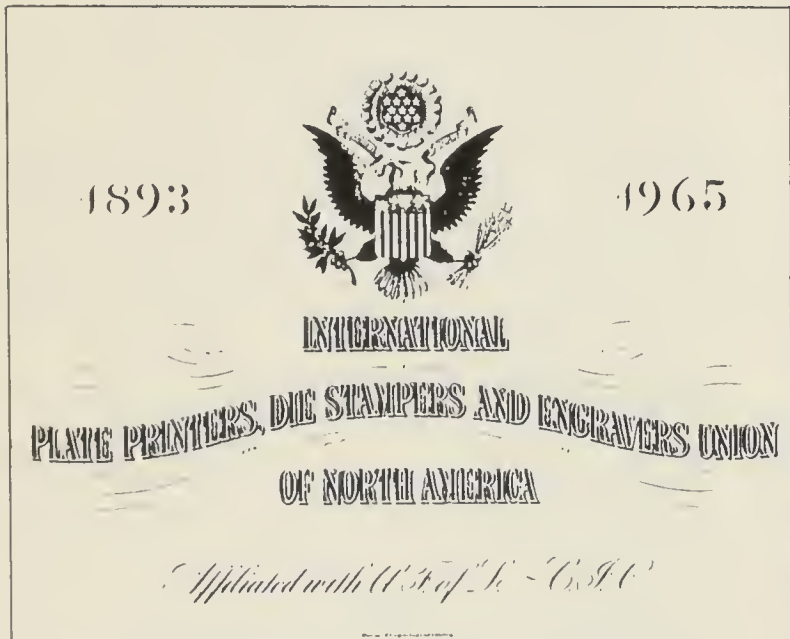 1893 1965
INTERNATIONAL
PLATE PRINTERS, DIE STAMPERS AND ENGRAVERS UNION
OF NORTH AMERICA
Affiliated with A. F. of L. - C. I. O.